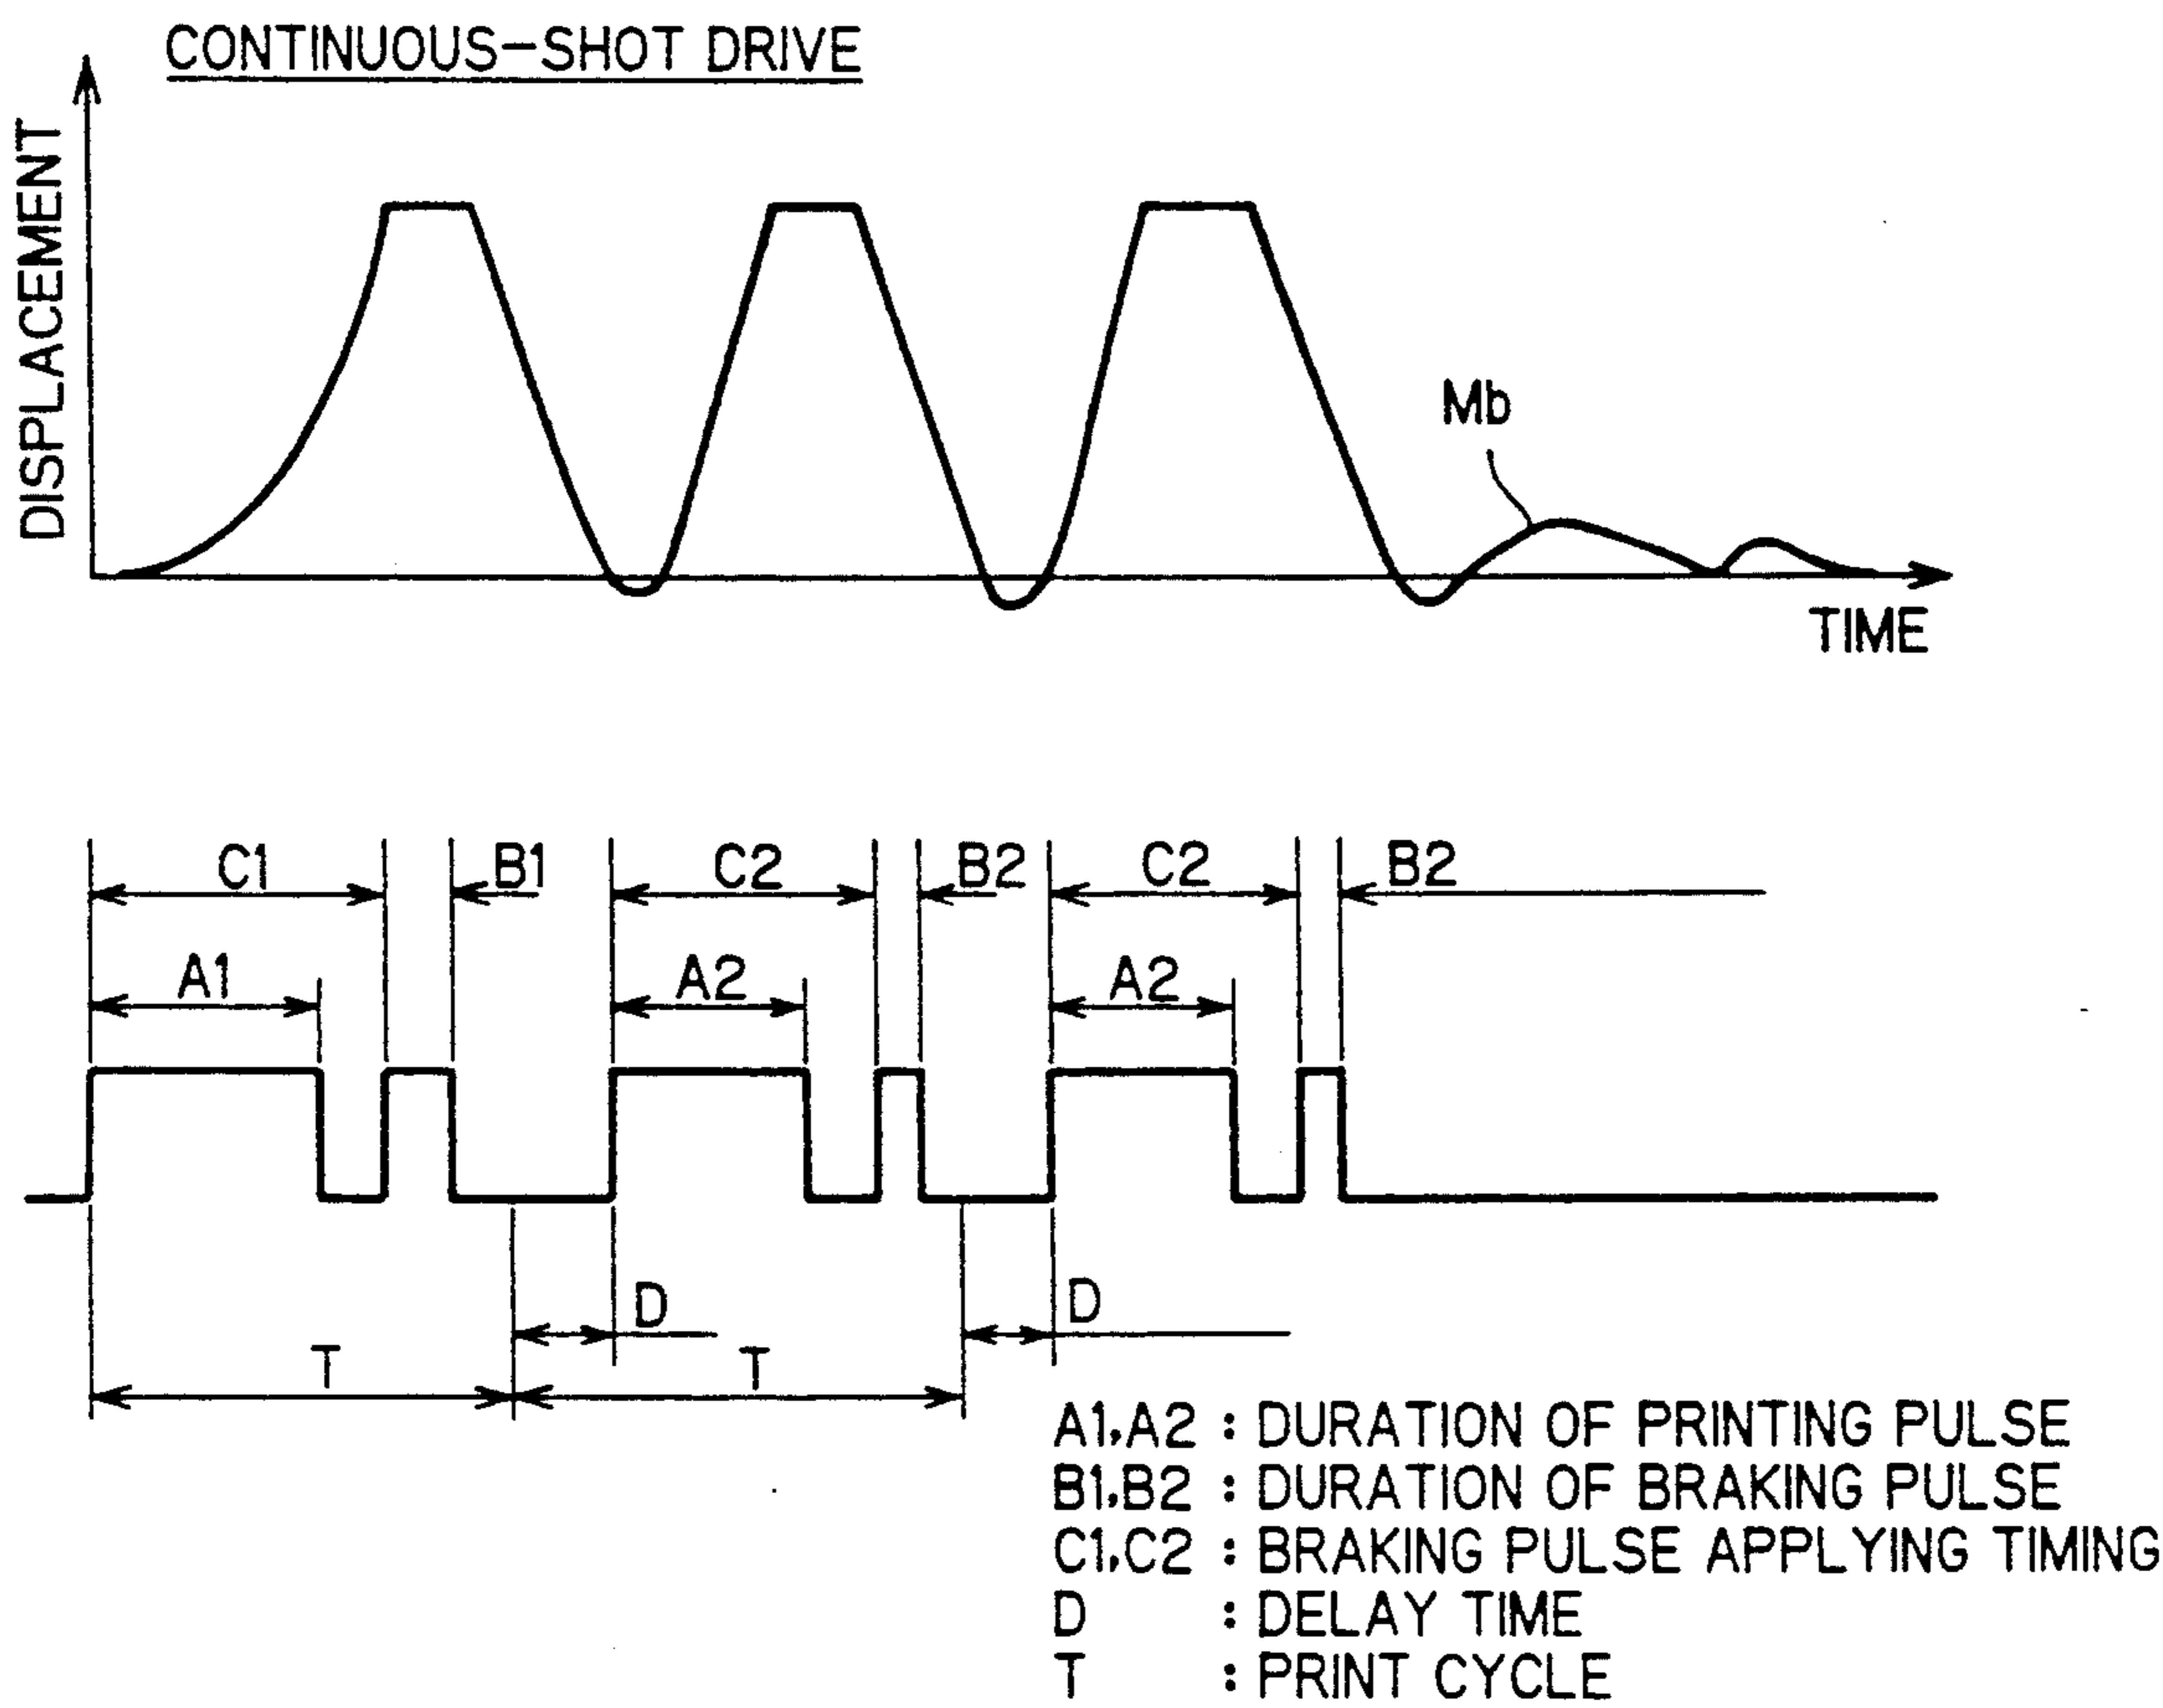 CONTINUOUS-SHOT DRIVE
DISPLACEMENT
Mb
TIME
C1 B1 C2 B2 C2 B2
A1 A2 A2
D D
T T
A1,A2 : DURATION OF PRINTING PULSE
B1,B2 : DURATION OF BRAKING PULSE
C1,C2 : BRAKING PULSE APPLYING TIMING
D : DELAY TIME
T : PRINT CYCLE